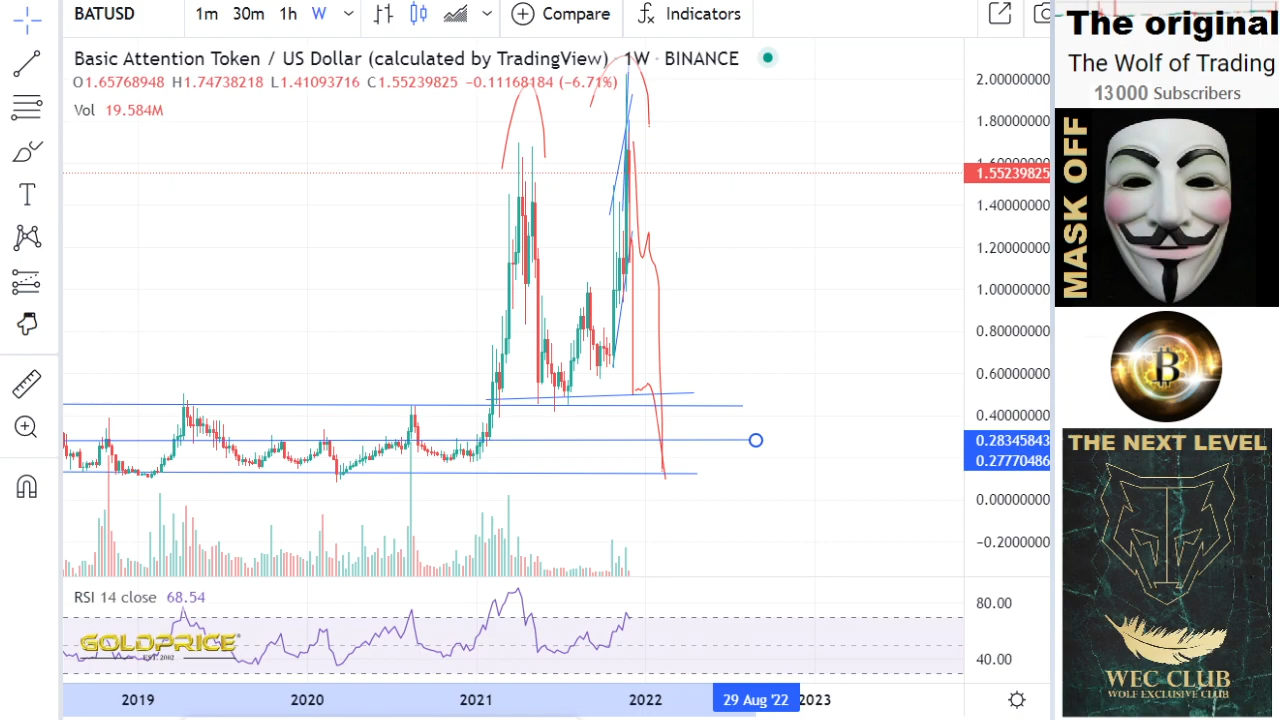 BATUSD
1m 30m 1h W
Compare
Indicators
Basic Attention Token / US Dollar (calculated by TradingView) 1W · BINANCE
O1.65768948 H1.74738218 L1.41093716 C1.55239825 −0.11168184 (−6.71%)
Vol 19.584M
2.00000000
1.80000000
1.55239825
1.40000000
1.20000000
1.00000000
0.80000000
0.60000000
0.40000000
0.28345843
0.27770486
0.00000000
−0.20000000
RSI 14 close 68.54
80.00
40.00
GOLDPRICE
EST. 2002
2019 2020 2021 2022 29 Aug '22 2023
The original
The Wolf of Trading
13000 Subscribers
MASK OFF
B
THE NEXT LEVEL
WEC CLUB
WOLF EXCLUSIVE CLUB